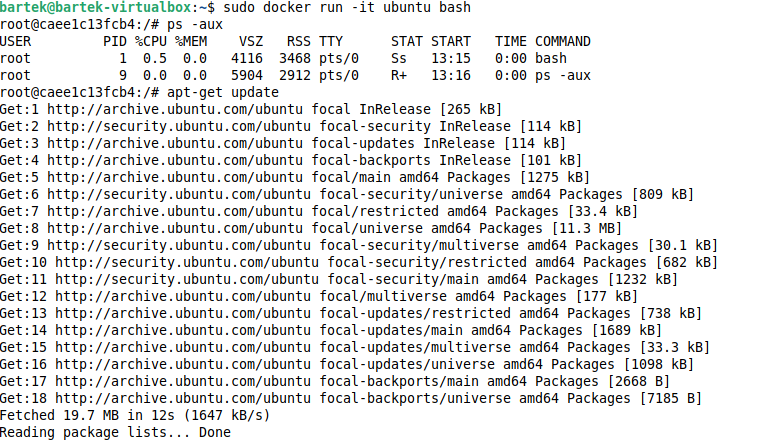 bartek@bartek-virtualbox:~$ sudo docker run -it ubuntu bash
root@caee1c13fcb4:/# ps -aux
USER         PID %CPU %MEM    VSZ   RSS TTY      STAT START   TIME COMMAND
root           1  0.5  0.0   4116  3468 pts/0    Ss   13:15   0:00 bash
root           9  0.0  0.0   5904  2912 pts/0    R+   13:16   0:00 ps -aux
root@caee1c13fcb4:/# apt-get update
Get:1 http://archive.ubuntu.com/ubuntu focal InRelease [265 kB]
Get:2 http://security.ubuntu.com/ubuntu focal-security InRelease [114 kB]
Get:3 http://archive.ubuntu.com/ubuntu focal-updates InRelease [114 kB]
Get:4 http://archive.ubuntu.com/ubuntu focal-backports InRelease [101 kB]
Get:5 http://archive.ubuntu.com/ubuntu focal/main amd64 Packages [1275 kB]
Get:6 http://security.ubuntu.com/ubuntu focal-security/universe amd64 Packages [809 kB]
Get:7 http://archive.ubuntu.com/ubuntu focal/restricted amd64 Packages [33.4 kB]
Get:8 http://archive.ubuntu.com/ubuntu focal/universe amd64 Packages [11.3 MB]
Get:9 http://security.ubuntu.com/ubuntu focal-security/multiverse amd64 Packages [30.1 kB]
Get:10 http://security.ubuntu.com/ubuntu focal-security/restricted amd64 Packages [682 kB]
Get:11 http://security.ubuntu.com/ubuntu focal-security/main amd64 Packages [1232 kB]
Get:12 http://archive.ubuntu.com/ubuntu focal/multiverse amd64 Packages [177 kB]
Get:13 http://archive.ubuntu.com/ubuntu focal-updates/restricted amd64 Packages [738 kB]
Get:14 http://archive.ubuntu.com/ubuntu focal-updates/main amd64 Packages [1689 kB]
Get:15 http://archive.ubuntu.com/ubuntu focal-updates/multiverse amd64 Packages [33.3 kB]
Get:16 http://archive.ubuntu.com/ubuntu focal-updates/universe amd64 Packages [1098 kB]
Get:17 http://archive.ubuntu.com/ubuntu focal-backports/main amd64 Packages [2668 B]
Get:18 http://archive.ubuntu.com/ubuntu focal-backports/universe amd64 Packages [7185 B]
Fetched 19.7 MB in 12s (1647 kB/s)
Reading package lists... Done